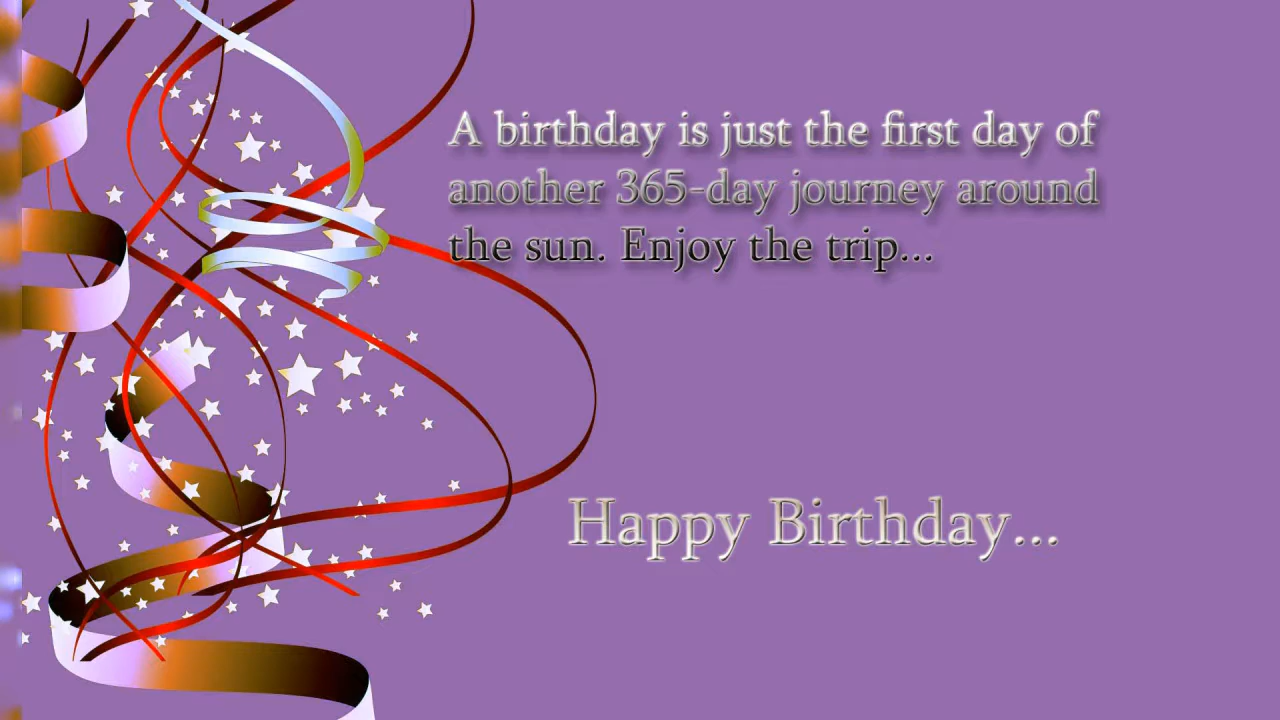 A birthday is just the first day of
another 365-day journey around
the sun. Enjoy the trip...
Happy Birthday...